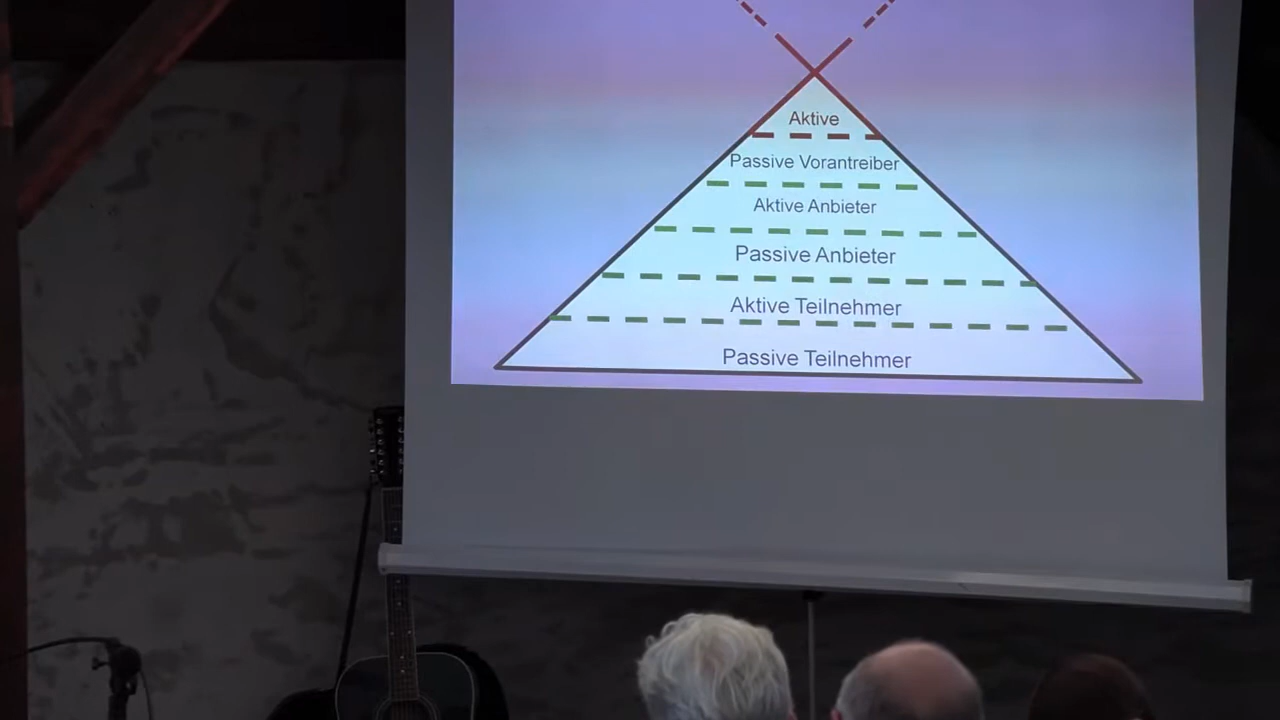 Aktive
Passive Vorantreiber
Aktive Anbieter
Passive Anbieter
Aktive Teilnehmer
Passive Teilnehmer